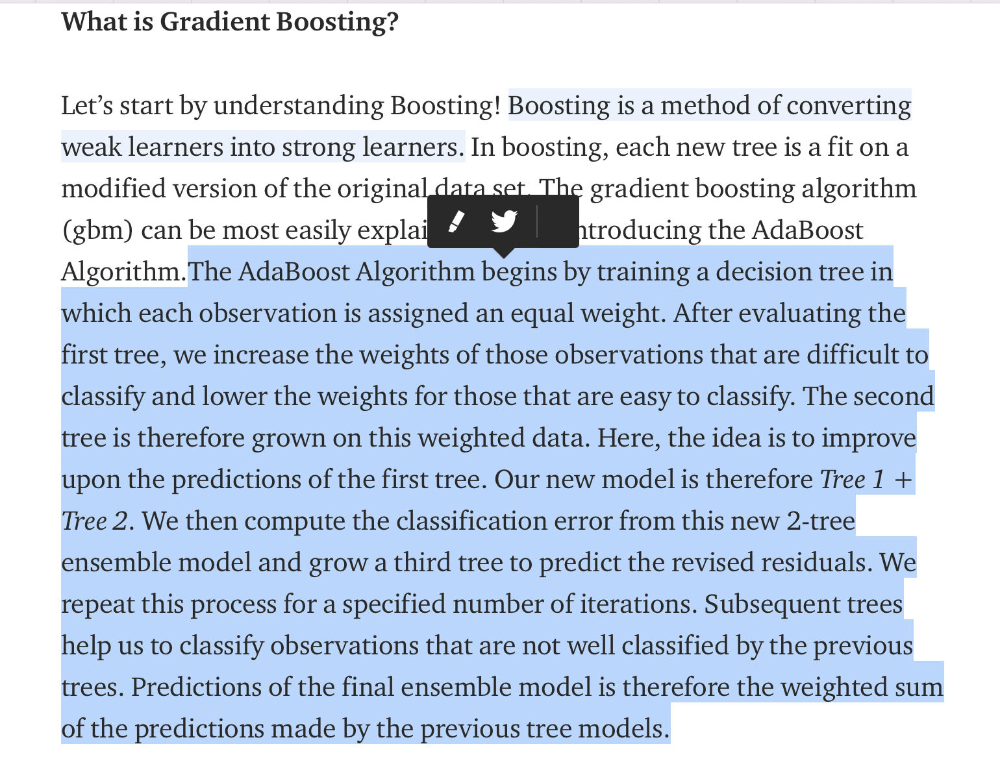 What is Gradient Boosting?
Let’s start by understanding Boosting! Boosting is a method of converting
weak learners into strong learners. In boosting, each new tree is a fit on a
modified version of the original data set. The gradient boosting algorithm
(gbm) can be most easily explai ntroducing the AdaBoost
Algorithm.The AdaBoost Algorithm begins by training a decision tree in
which each observation is assigned an equal weight. After evaluating the
first tree, we increase the weights of those observations that are difficult to
classify and lower the weights for those that are easy to classify. The second
tree is therefore grown on this weighted data. Here, the idea is to improve
upon the predictions of the first tree. Our new model is therefore Tree 1 +
Tree 2. We then compute the classification error from this new 2-tree
ensemble model and grow a third tree to predict the revised residuals. We
repeat this process for a specified number of iterations. Subsequent trees
help us to classify observations that are not well classified by the previous
trees. Predictions of the final ensemble model is therefore the weighted sum
of the predictions made by the previous tree models.